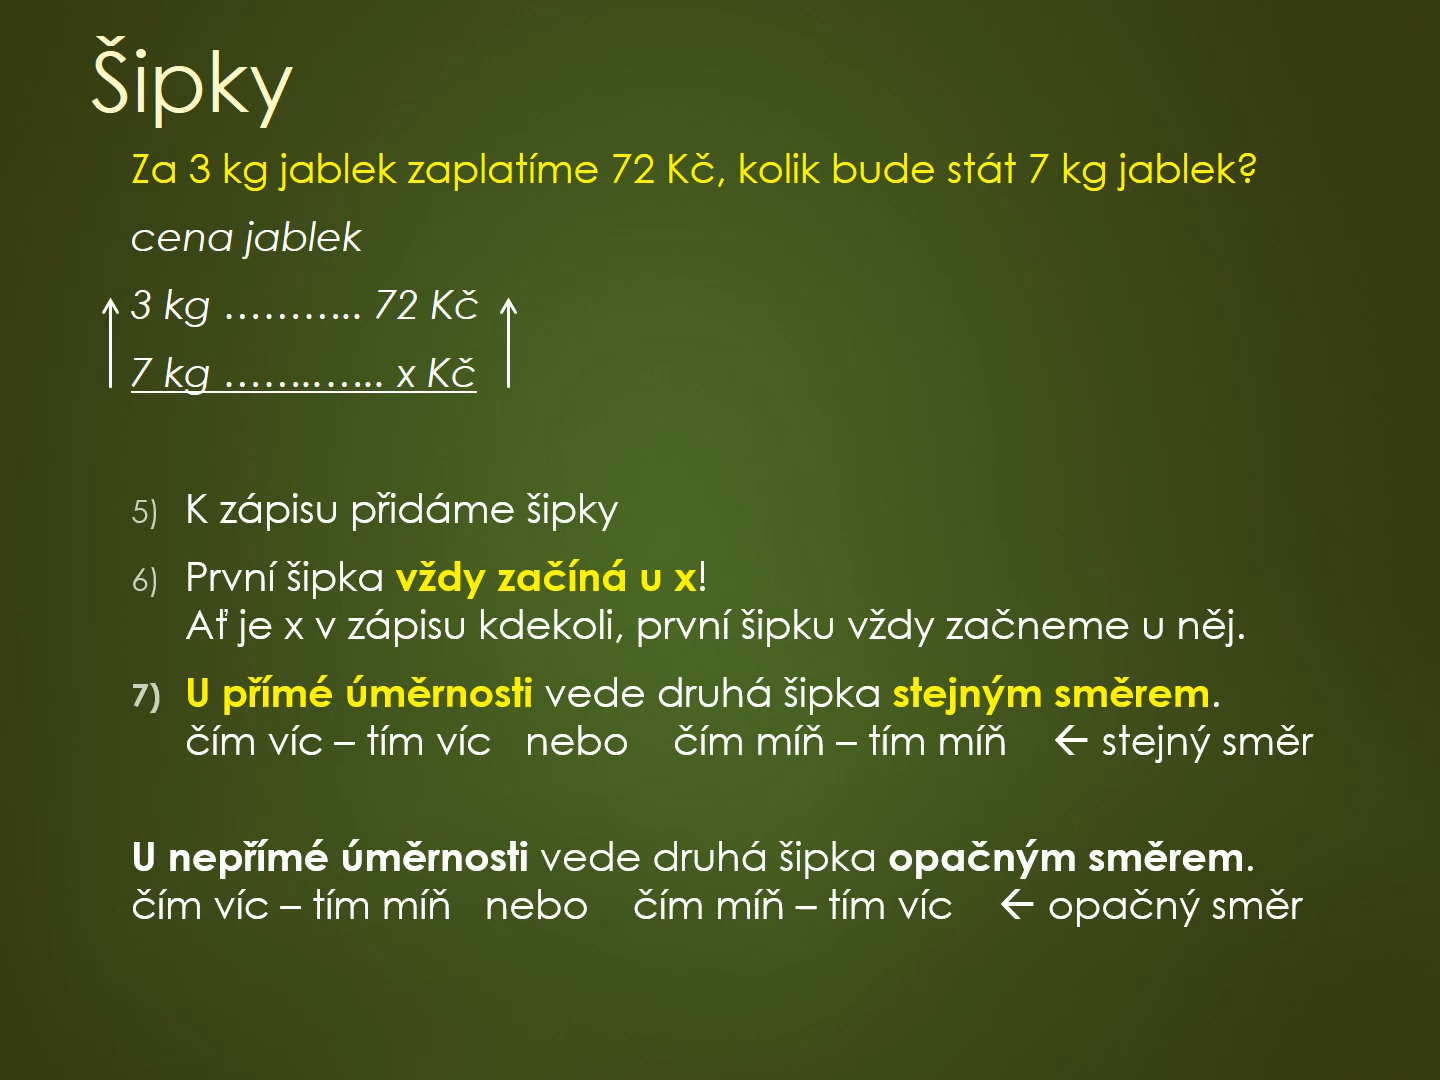 Šipky
Za 3 kg jablek zaplatíme 72 Kč, kolik bude stát 7 kg jablek?
cena jablek
3 kg ……….. 72 Kč
7 kg ……..….. x Kč
5) K zápisu přidáme šipky
6) První šipka vždy začíná u x!
Ať je x v zápisu kdekoli, první šipku vždy začneme u něj.
7) U přímé úměrnosti vede druhá šipka stejným směrem.
čím víc – tím víc nebo čím míň – tím míň ← stejný směr
U nepřímé úměrnosti vede druhá šipka opačným směrem.
čím víc – tím míň nebo čím míň – tím víc ← opačný směr